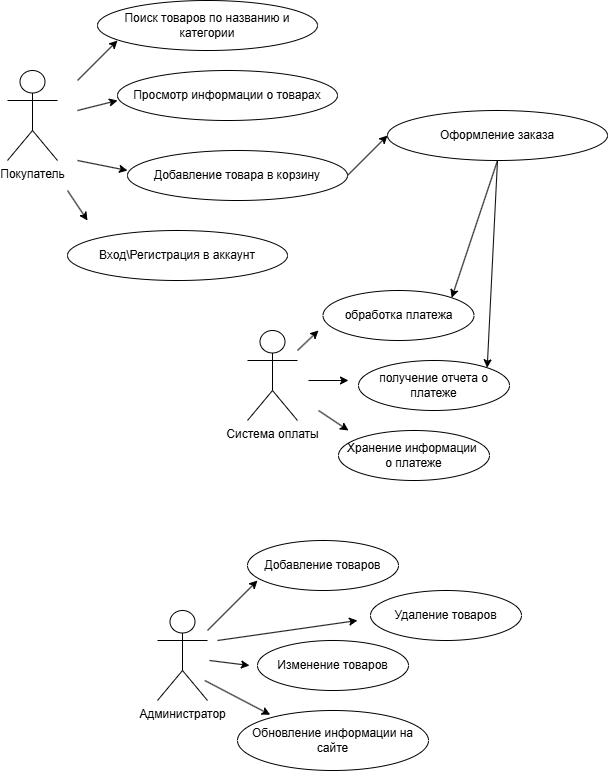 Поиск товаров по названию и
категории
Просмотр информации о товарах
Оформление заказа
Покупатель
Добавление товара в корзину
Вход\Регистрация в аккаунт
обработка платежа
получение отчета о
платеже
Система оплаты
Хранение информации
о платеже
Добавление товаров
Удаление товаров
Изменение товаров
Администратор
Обновление информации на
сайте